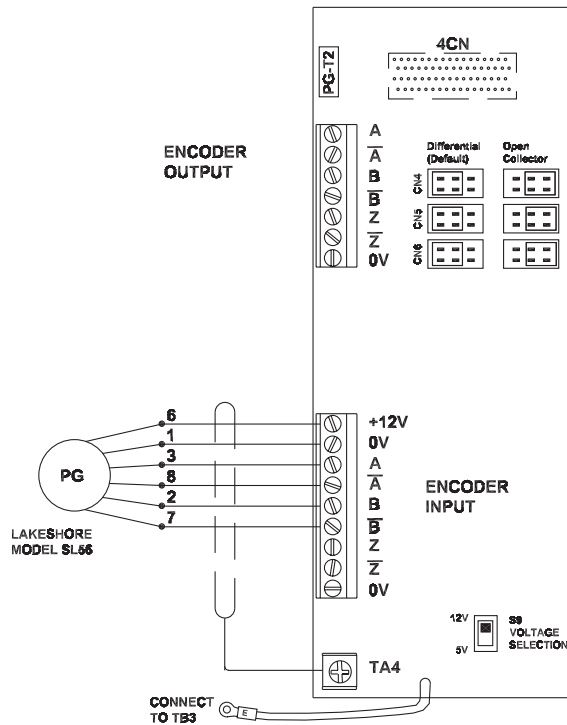 4CN
PG-T2
ENCODER
OUTPUT
A
A̅
B
B̅
Z
Z̅
0V
Differential
(Default)
Open
Collector
CN4
CN5
CN6
6
1
3
8
2
7
PG
LAKESHORE
MODEL SL56
+12V
0V
A
A̅
B
B̅
Z
Z̅
0V
ENCODER
INPUT
12V
5V
S9
VOLTAGE
SELECTION
TA4
CONNECT
TO TB3
E